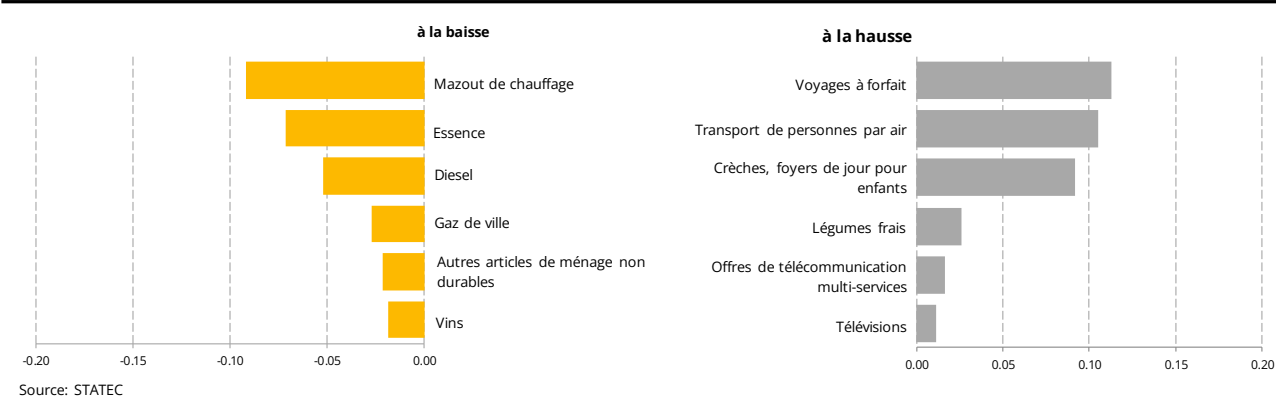 à la baisse
Mazout de chauffage
Essence
Diesel
Gaz de ville
Autres articles de ménage non
durables
Vins
-0.20
-0.15
-0.10
-0.05
0.00
à la hausse
Voyages à forfait
Transport de personnes par air
Crèches, foyers de jour pour
enfants
Légumes frais
Offres de télécommunication
multi-services
Télévisions
0.00
0.05
0.10
0.15
0.20
Source: STATEC